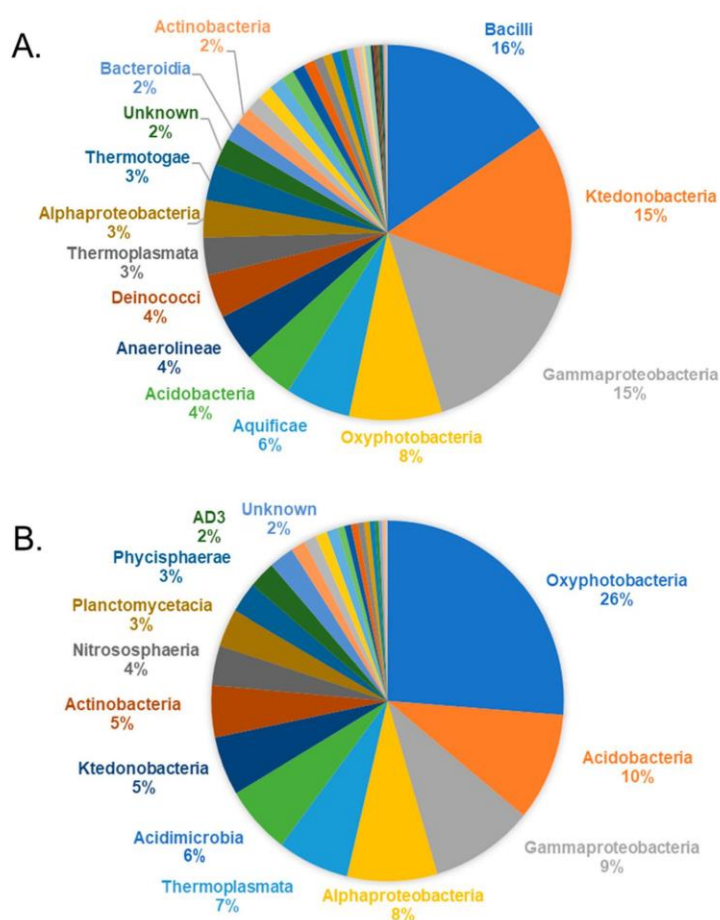 A.
Bacilli
16%
Ktedonobacteria
15%
Gammaproteobacteria
15%
Oxyphotobacteria
8%
Aquificae
6%
Acidobacteria
4%
Anaerolineae
4%
Deinococci
4%
Thermoplasmata
3%
Alphaproteobacteria
3%
Thermotogae
3%
Unknown
2%
Bacteroidia
2%
Actinobacteria
2%
B.
Oxyphotobacteria
26%
Acidobacteria
10%
Gammaproteobacteria
9%
Alphaproteobacteria
8%
Thermoplasmata
7%
Acidimicrobia
6%
Ktedonobacteria
5%
Actinobacteria
5%
Nitrososphaeria
4%
Planctomycetacia
3%
Phycisphaerae
3%
AD3
2%
Unknown
2%